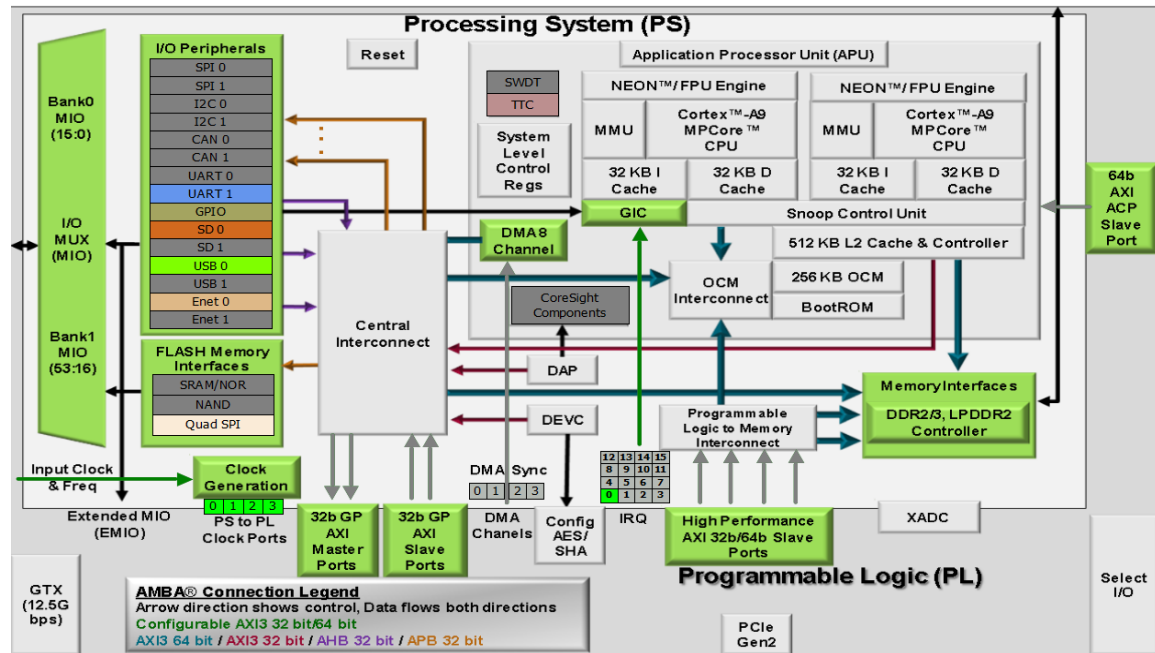 Processing System (PS)
I/O Peripherals
SPI 0
SPI 1
I2C 0
I2C 1
CAN 0
CAN 1
UART 0
UART 1
GPIO
SD 0
SD 1
USB 0
USB 1
Enet 0
Enet 1
Bank0
MIO
(15:0)
I/O
MUX
(MIO)
Bank1
MIO
(53:16)
FLASH Memory
Interfaces
SRAM/NOR
NAND
Quad SPI
Reset
Application Processor Unit (APU)
SWDT
TTC
System
Level
Control
Regs
NEON™/FPU Engine
MMU
Cortex™-A9
MPCore™
CPU
32 KB I
Cache
32 KB D
Cache
NEON™/FPU Engine
MMU
Cortex™-A9
MPCore™
CPU
32 KB I
Cache
32 KB D
Cache
GIC
Snoop Control Unit
DMA8
Channel
512 KB L2 Cache & Controller
OCM
Interconnect
256 KB OCM
BootROM
64b
AXI
ACP
Slave
Port
Central
Interconnect
CoreSight
Components
DAP
DEVC
Programmable
Logic to Memory
Interconnect
Memory Interfaces
DDR2/3, LPDDR2
Controller
Input Clock
& Freq
Clock
Generation
0 1 2 3
PS to PL
Clock Ports
Extended MIO
(EMIO)
32b GP
AXI
Master
Ports
32b GP
AXI
Slave
Ports
DMA Sync
0 1 2 3
DMA
Channels
Config
AES/
SHA
12 13 14 15
8 9 10 11
4 5 6 7
0 1 2 3
IRQ
High Performance
AXI 32b/64b Slave
Ports
XADC
Programmable Logic (PL)
GTX
(12.5G
bps)
AMBA® Connection Legend
Arrow direction shows control, Data flows both directions
Configurable AXI3 32 bit/64 bit
AXI3 64 bit / AXI3 32 bit / AHB 32 bit / APB 32 bit
PCIe
Gen2
Select
I/O